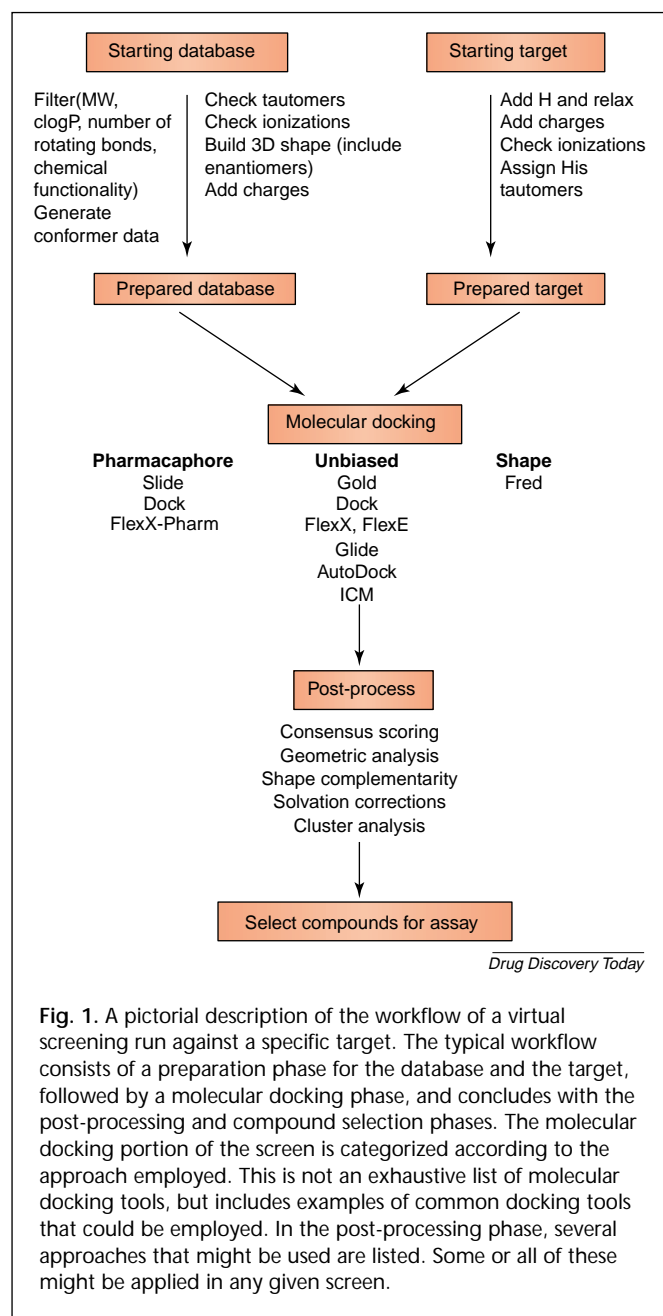 Starting database
Starting target
Filter(MW,
clogP, number of
rotating bonds,
chemical
functionality)
Generate
conformer data
Check tautomers
Check ionizations
Build 3D shape (include
enantiomers)
Add charges
Add H and relax
Add charges
Check ionizations
Assign His
tautomers
Prepared database
Prepared target
Molecular docking
Pharmacaphore
Slide
Dock
FlexX-Pharm
Unbiased
Gold
Dock
FlexX, FlexE
Glide
AutoDock
ICM
Shape
Fred
Post-process
Consensus scoring
Geometric analysis
Shape complementarity
Solvation corrections
Cluster analysis
Select compounds for assay
Drug Discovery Today
Fig. 1. A pictorial description of the workflow of a virtual
screening run against a specific target. The typical workflow
consists of a preparation phase for the database and the target,
followed by a molecular docking phase, and concludes with the
post-processing and compound selection phases. The molecular
docking portion of the screen is categorized according to the
approach employed. This is not an exhaustive list of molecular
docking tools, but includes examples of common docking tools
that could be employed. In the post-processing phase, several
approaches that might be used are listed. Some or all of these
might be applied in any given screen.